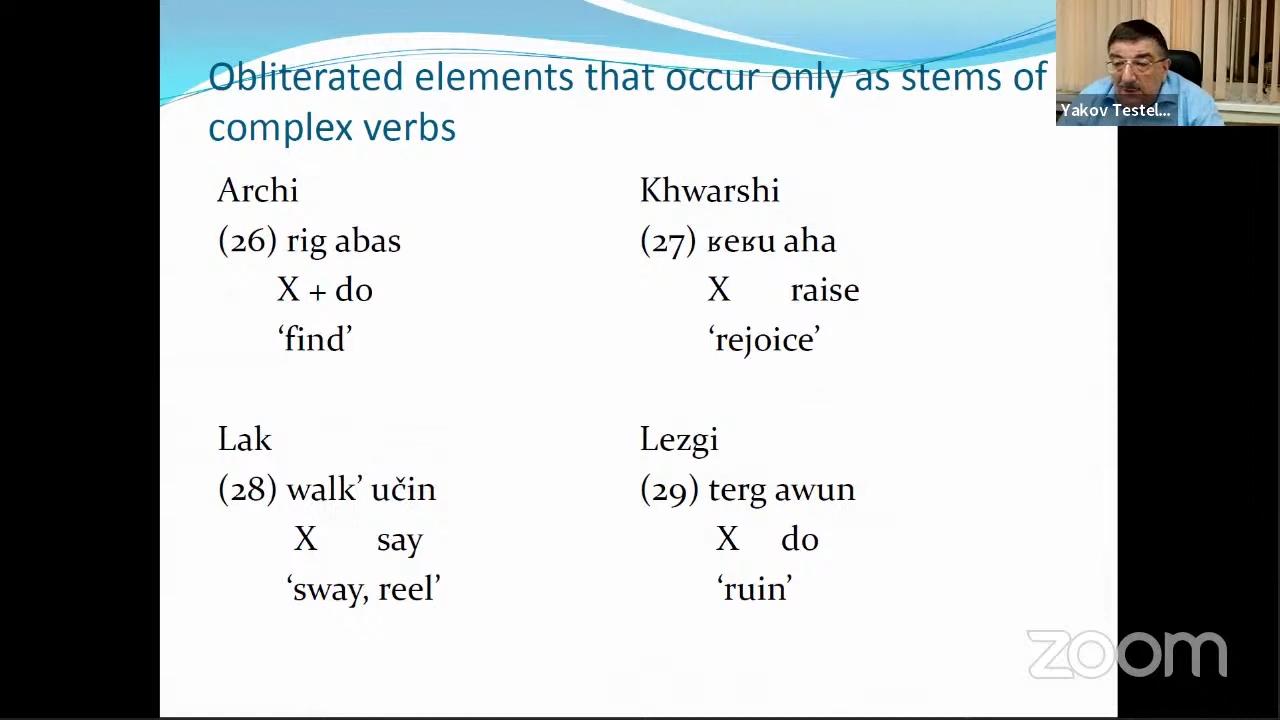 Obliterated elements that occur only as stems of
complex verbs
Yakov Testel...
Archi
(26) rig abas
X + do
‘find’
Khwarshi
(27) ʁeʁu aha
X raise
‘rejoice’
Lak
(28) walk’ učin
X say
‘sway, reel’
Lezgi
(29) terg awun
X do
‘ruin’
zoom